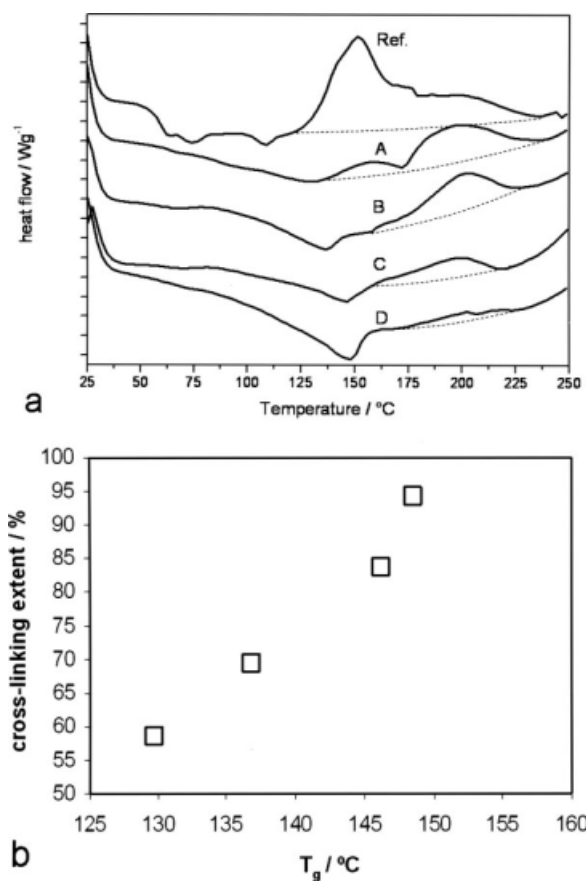 Ref.
A
B
C
D
heat flow / Wg⁻¹
25 50 75 100 125 150 175 200 225 250
Temperature / °C
a
100
95
90
85
80
75
70
65
60
55
50
cross-linking extent / %
125 130 135 140 145 150 155 160
Tg / ºC
b